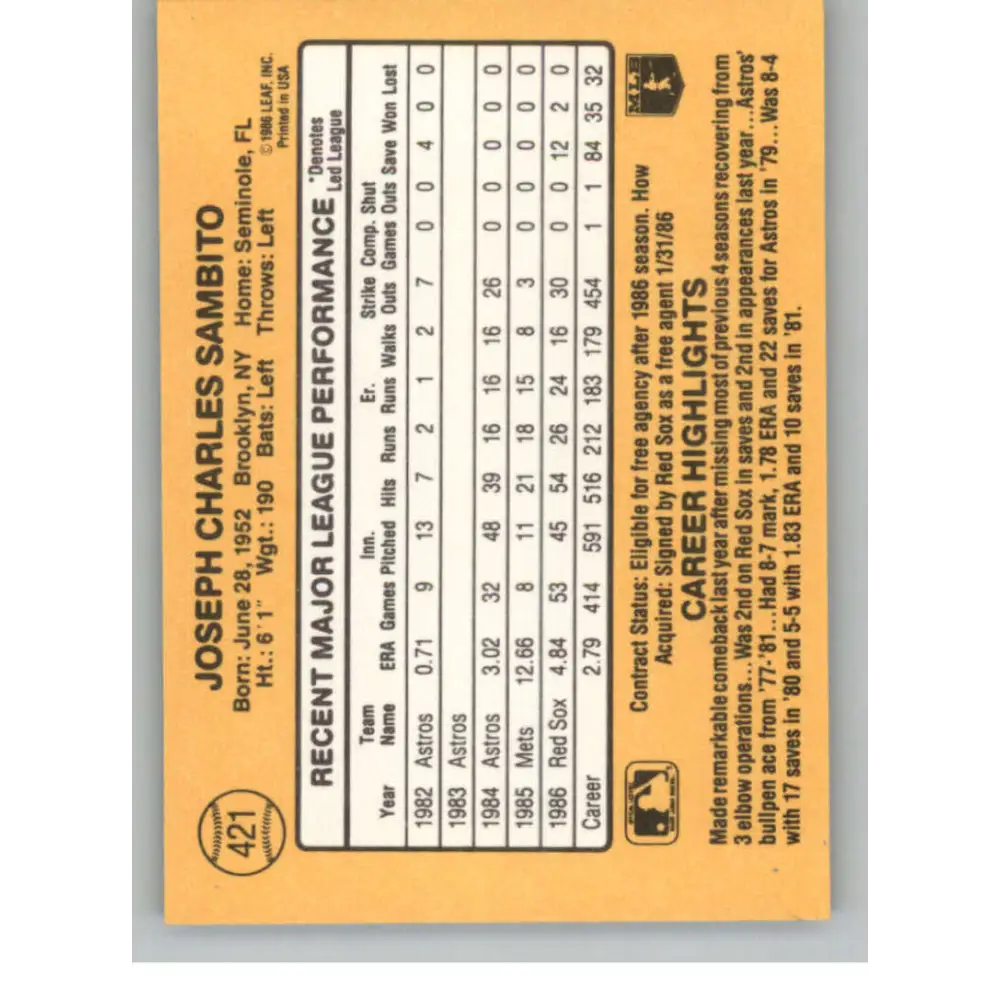 421
JOSEPH CHARLES SAMBITO
Born: June 28, 1952 Brooklyn, NY Home: Seminole, FL
Ht.: 6'1" Wgt.: 190 Bats: Left Throws: Left
© 1986 LEAF, INC.
Printed in USA
RECENT MAJOR LEAGUE PERFORMANCE *Denotes Led League
Year Team Name ERA Games Inn. Pitched Hits Runs Er. Runs Walks Strike Outs Comp. Games Shut Outs Save Won Lost
1982 Astros 0.71 9 13 7 2 1 2 7 0 0 4 0 0
1983 Astros
1984 Astros 3.02 32 48 39 16 16 16 26 0 0 0 0 0
1985 Mets 12.66 8 11 21 18 15 8 3 0 0 0 0 0
1986 Red Sox 4.84 53 45 54 26 24 16 30 0 0 12 2 0
Career 2.79 414 591 516 212 183 179 454 1 1 84 35 32
Contract Status: Eligible for free agency after 1986 season. How
Acquired: Signed by Red Sox as a free agent 1/31/86
MLB
CAREER HIGHLIGHTS
Made remarkable comeback last year after missing most of previous 4 seasons recovering from
3 elbow operations...Was 2nd on Red Sox in saves and 2nd in appearances last year...Astros'
bullpen ace from '77-'81...Had 8-7 mark, 1.78 ERA and 22 saves for Astros in '79...Was 8-4
with 17 saves in '80 and 5-5 with 1.83 ERA and 10 saves in '81.